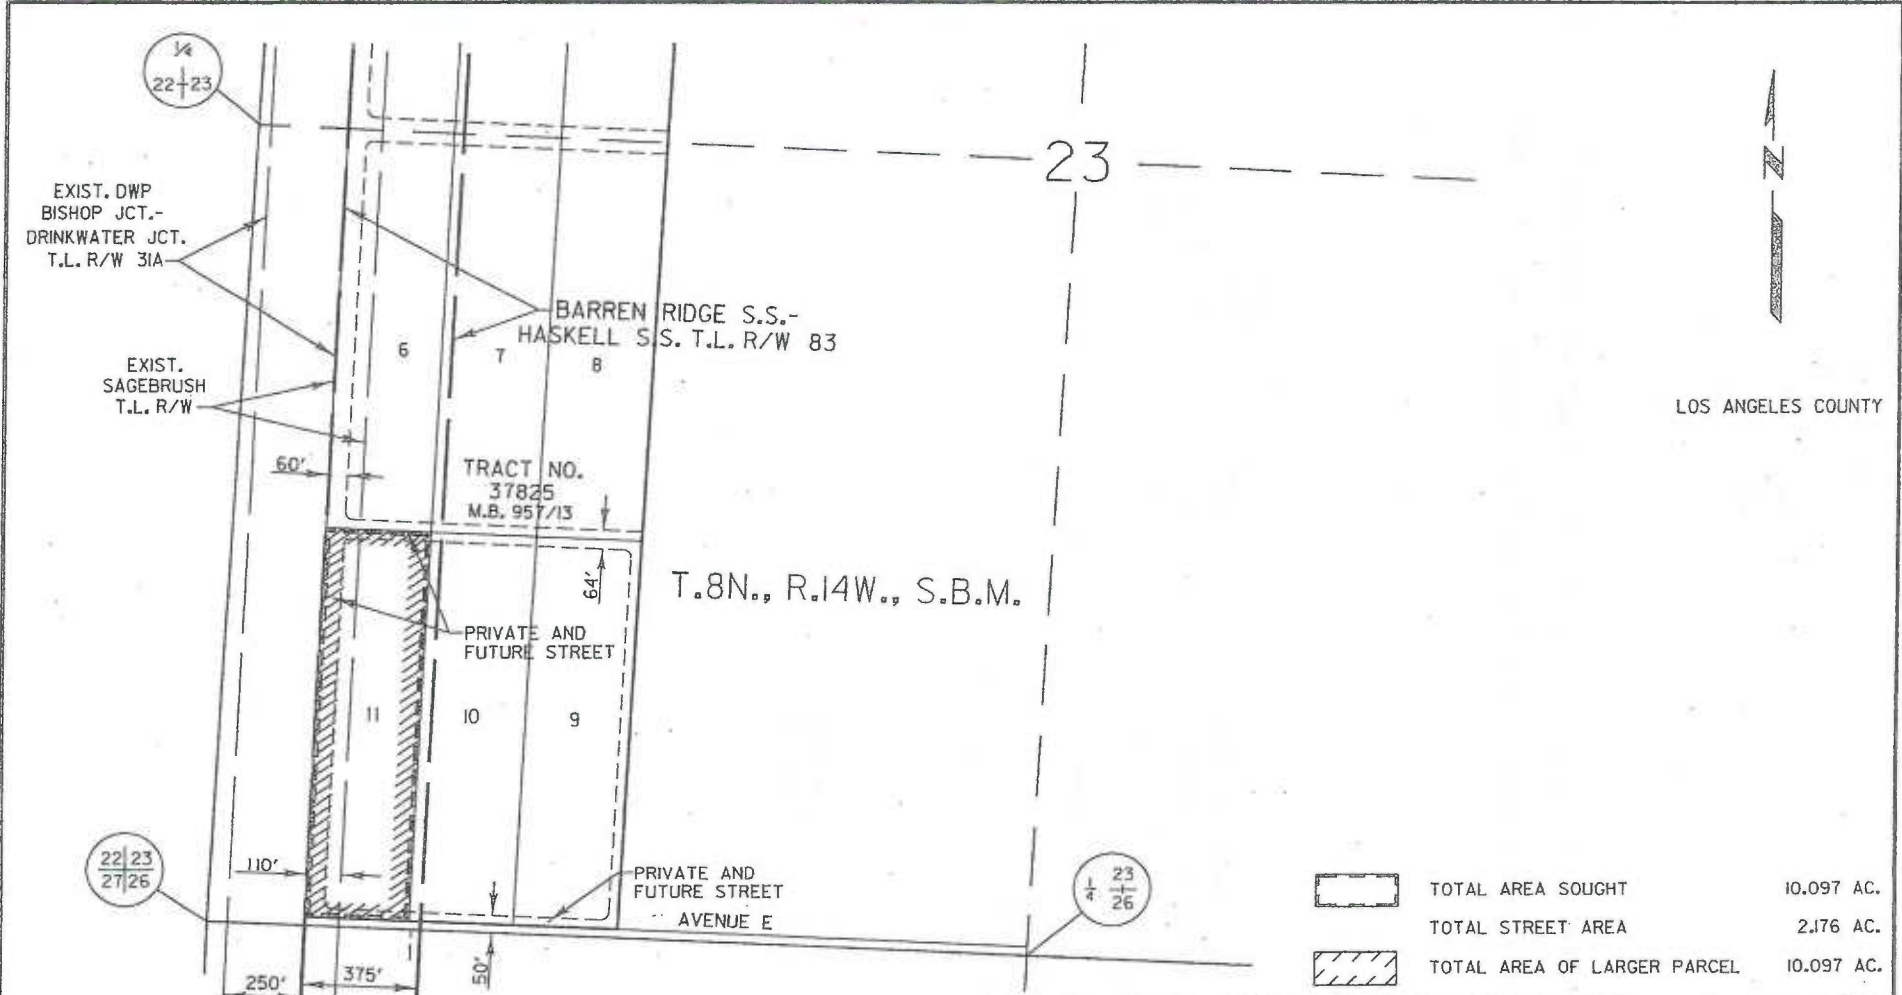 1/4
22 23
N
23
EXIST. DWP
BISHOP JCT.-
DRINKWATER JCT.
T.L. R/W 31A
BARREN RIDGE S.S.-
HASKELL S.S. T.L. R/W 83
6
7
8
EXIST.
SAGEBRUSH
T.L. R/W
LOS ANGELES COUNTY
60'
TRACT NO.
37825
M.B. 957/13
64'
T.8N., R.14W., S.B.M.
PRIVATE AND
FUTURE STREET
11
10
9
110'
22 23
27 26
PRIVATE AND
FUTURE STREET
AVENUE E
1/4 23
26
250'
375'
50'
TOTAL AREA SOUGHT 10.097 AC.
TOTAL STREET AREA 2.176 AC.
TOTAL AREA OF LARGER PARCEL 10.097 AC.